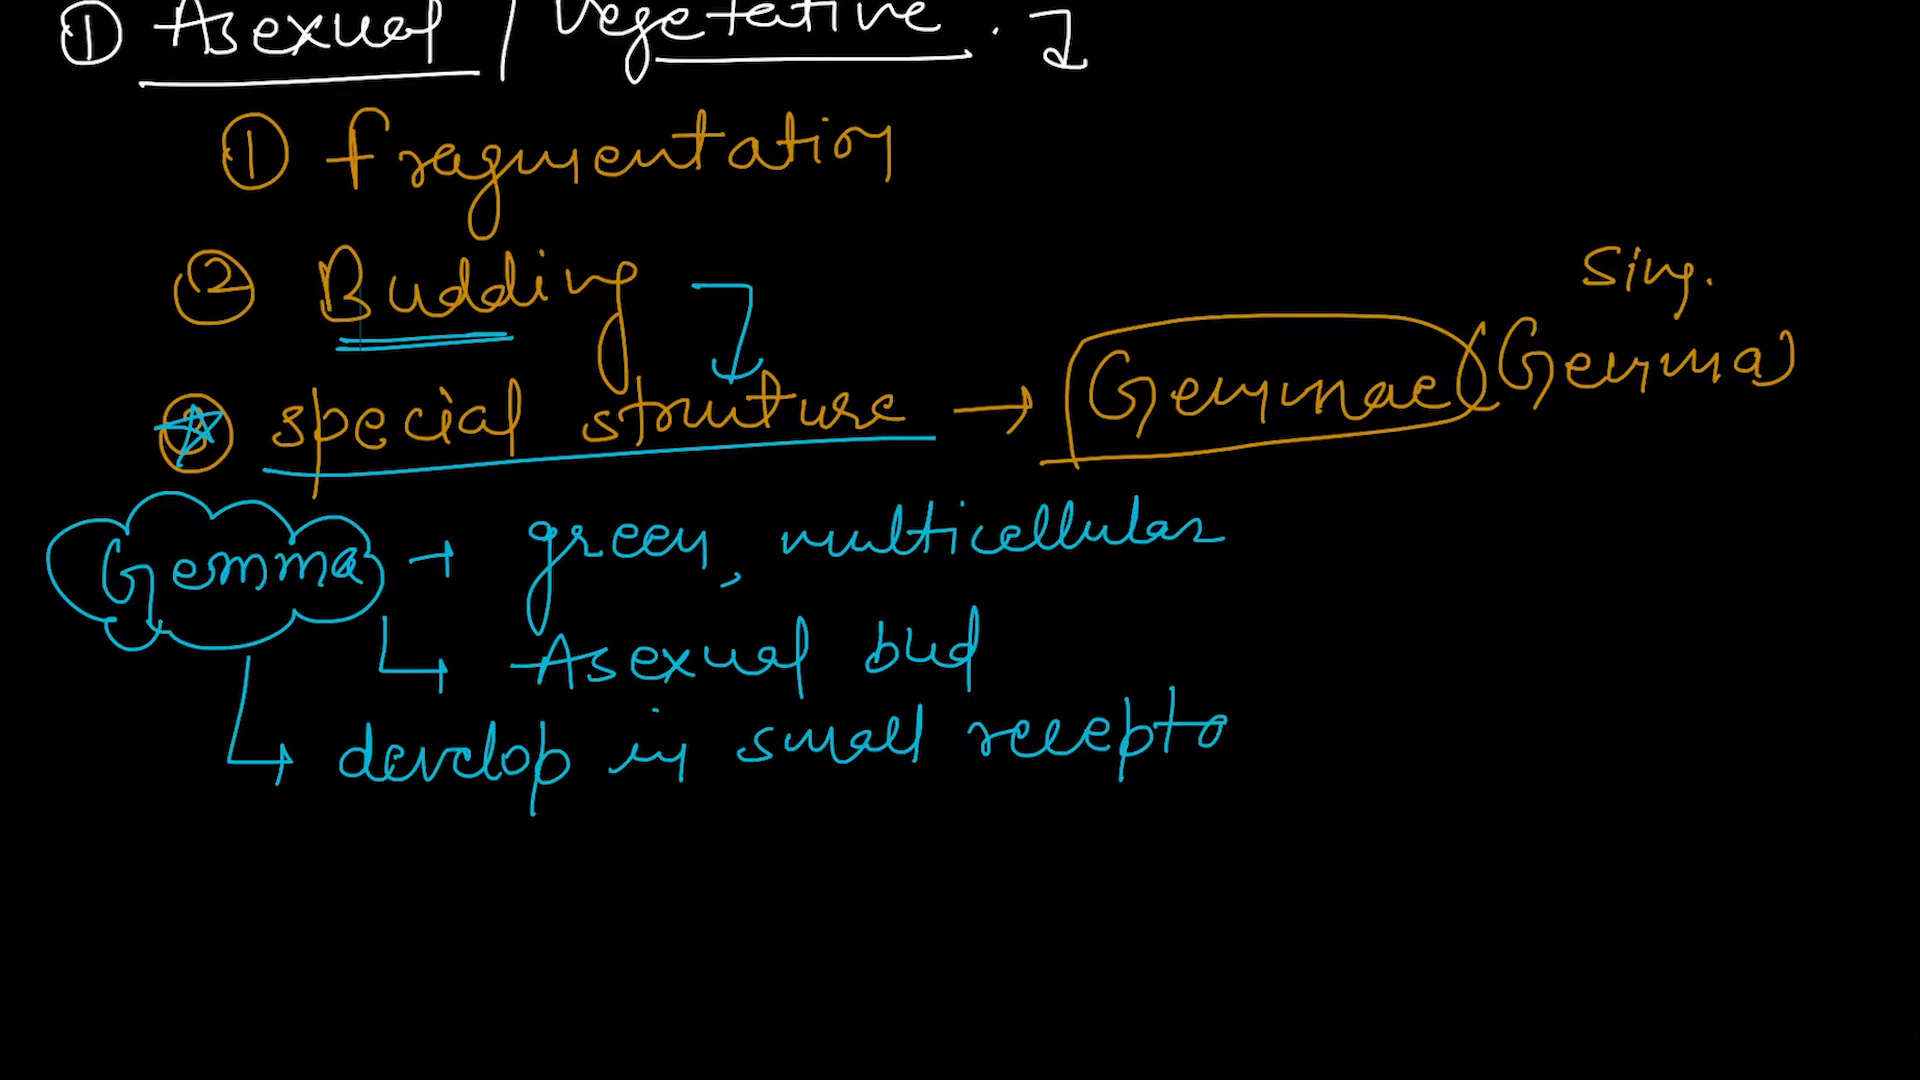 ① Asexual / Vegetative.
① fragmentation
② Budding
Sing.
③ special structure → Gemmae (Gemma)
Gemma → green, multicellular
→ Asexual bud
→ develop in small recepto